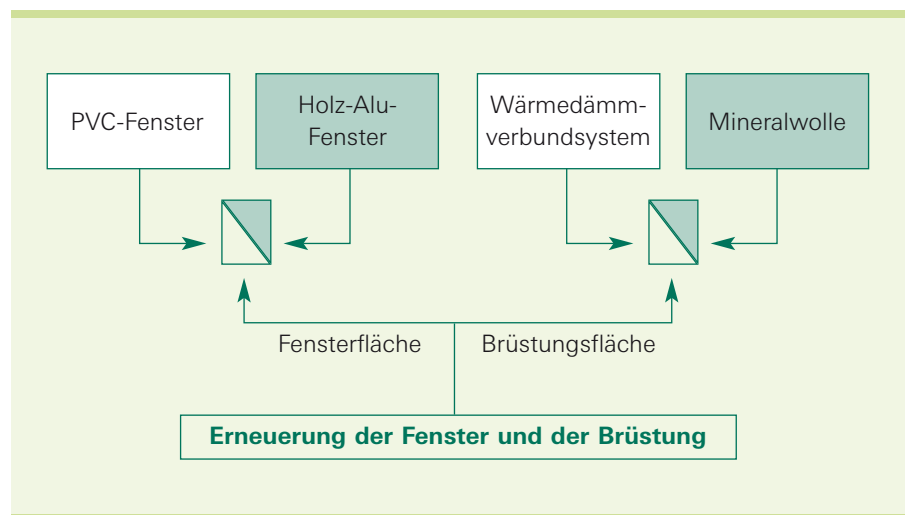 PVC-Fenster
Holz-Alu-
Fenster
Wärmedämm-
verbundsystem
Mineralwolle
Fensterfläche
Brüstungsfläche
Erneuerung der Fenster und der Brüstung